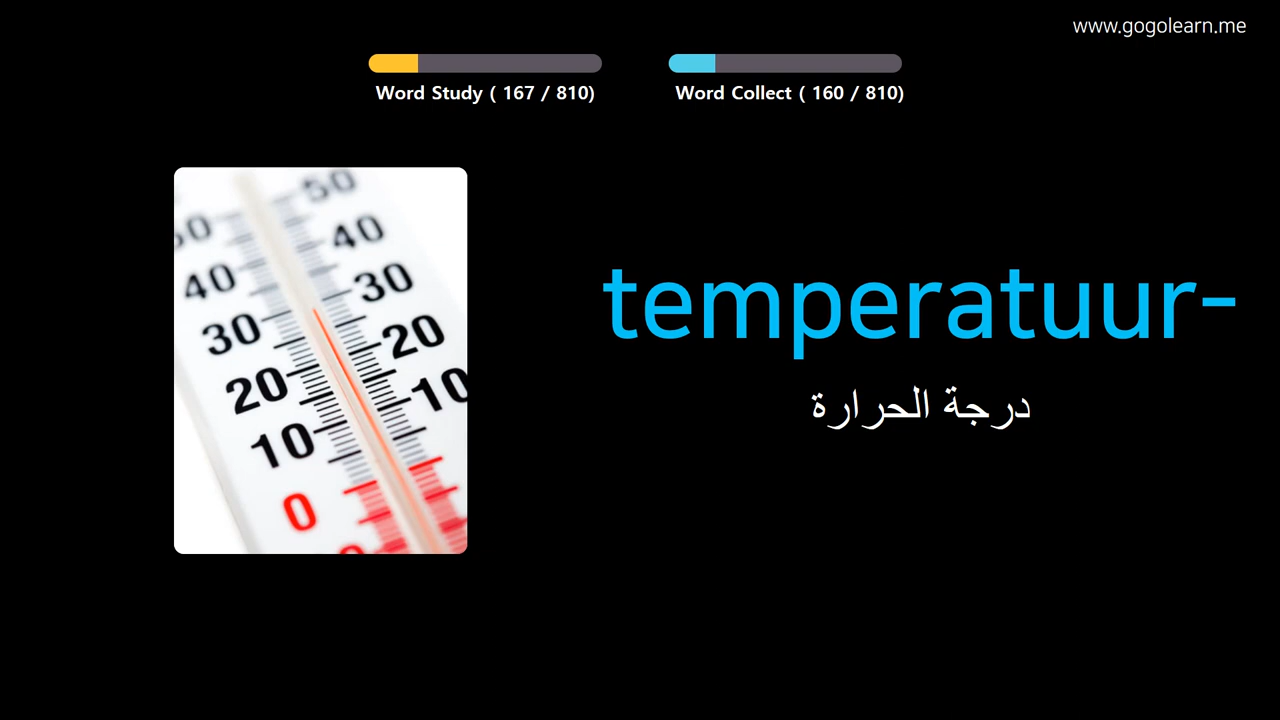 www.gogolearn.me
Word Study ( 167 / 810)
Word Collect ( 160 / 810)
50
50
40
40
30
30
20
20
10
10
0
temperatuur-
درجة الحرارة